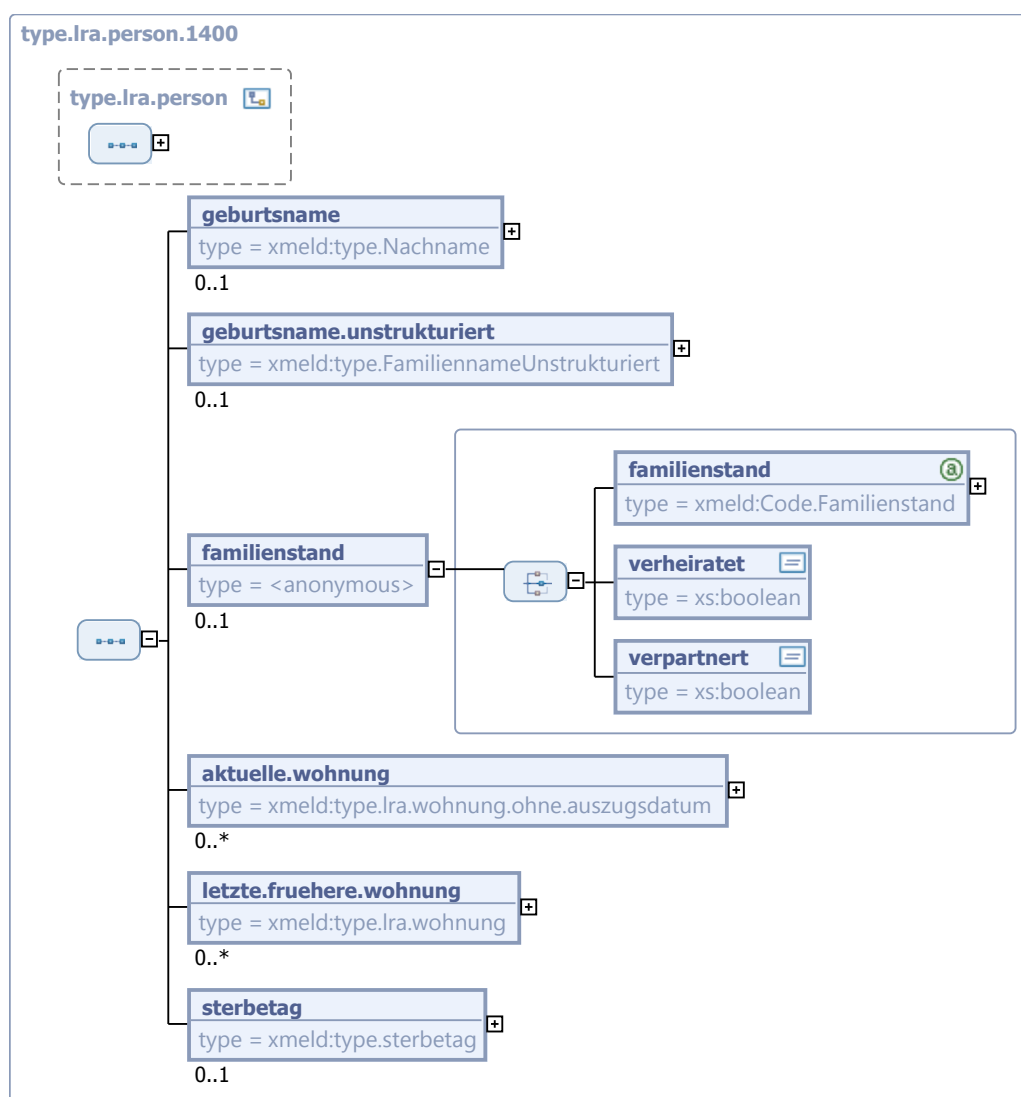 type.lra.person.1400
type.lra.person
geburtsname
type = xmeld:type.Nachname
0..1
geburtsname.unstrukturiert
type = xmeld:type.FamiliennameUnstrukturiert
0..1
familienstand
type = xmeld:Code.Familienstand
familienstand
type = <anonymous>
0..1
verheiratet
type = xs:boolean
verpartnert
type = xs:boolean
aktuelle.wohnung
type = xmeld:type.lra.wohnung.ohne.auszugsdatum
0..*
letzte.fruehere.wohnung
type = xmeld:type.lra.wohnung
0..*
sterbetag
type = xmeld:type.sterbetag
0..1